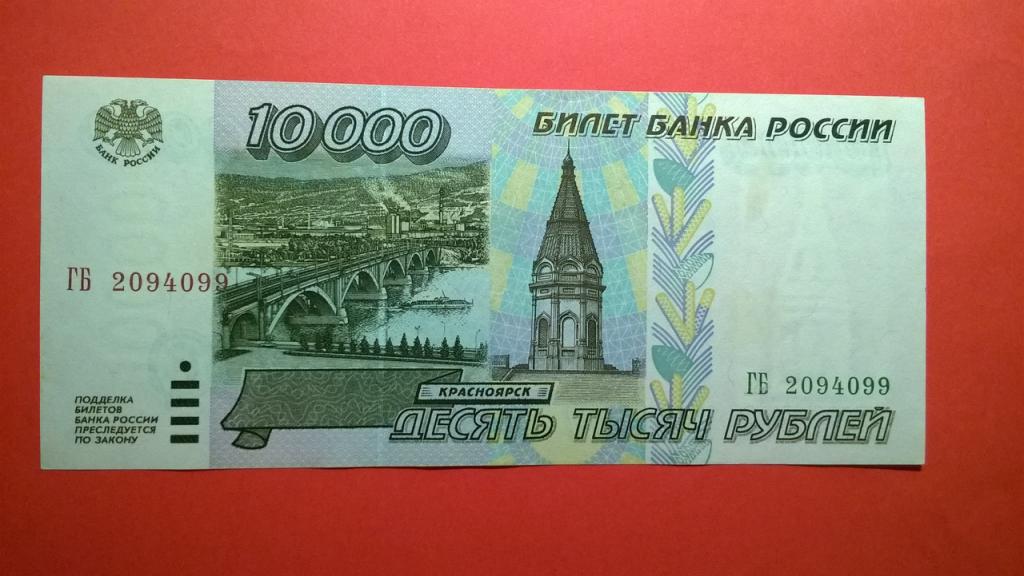 10 000
БИЛЕТ БАНКА РОССИИ
БАНК РОССИИ
ГБ 2094099
КРАСНОЯРСК
ГБ 2094099
ПОДДЕЛКА
БИЛЕТОВ
БАНКА РОССИИ
ПРЕСЛЕДУЕТСЯ
ПО ЗАКОНУ
ДЕСЯТЬ ТЫСЯЧ РУБЛЕЙ